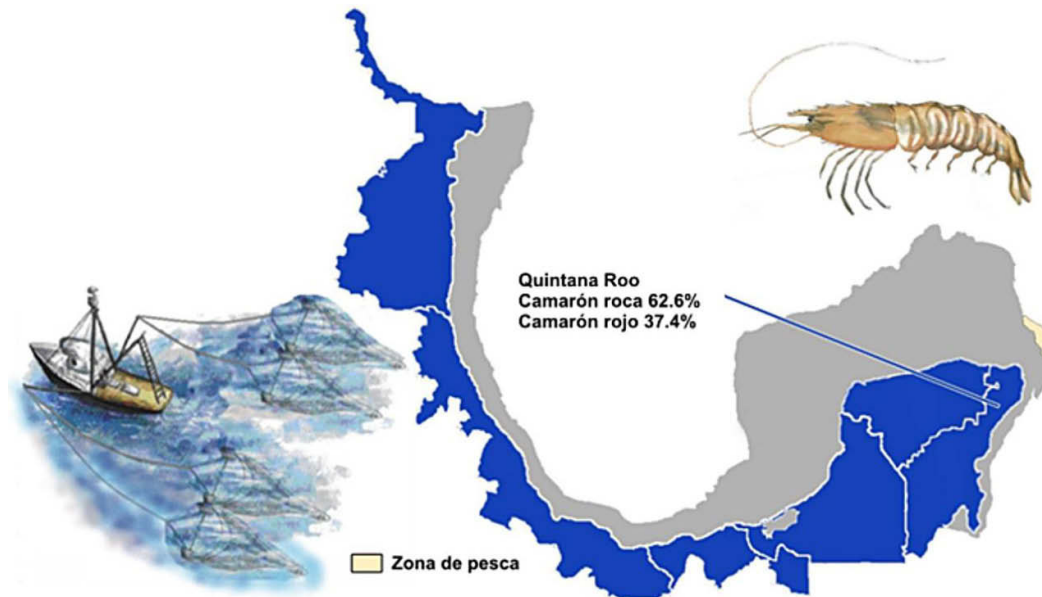 Quintana Roo
Camarón roca 62.6%
Camarón rojo 37.4%
Zona de pesca